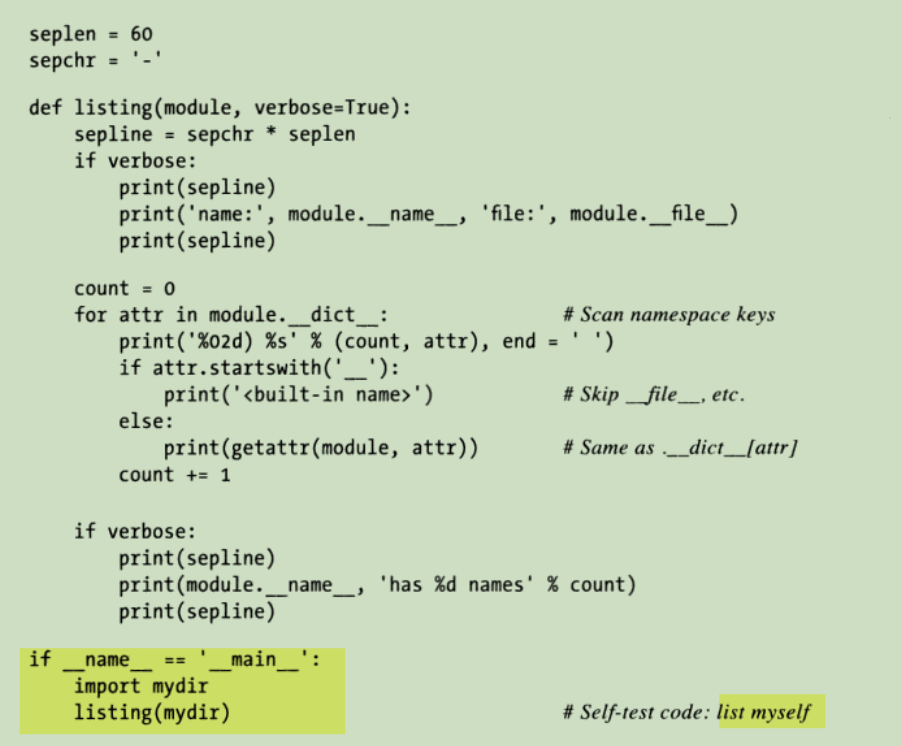 seplen = 60
sepchr = '-'
def listing(module, verbose=True):
    sepline = sepchr * seplen
    if verbose:
        print(sepline)
        print('name:', module.__name__, 'file:', module.__file__)
        print(sepline)
    count = 0
    for attr in module.__dict__:                # Scan namespace keys
        print('%02d) %s' % (count, attr), end = ' ')
        if attr.startswith('__'):
            print('<built-in name>')            # Skip __file__, etc.
        else:
            print(getattr(module, attr))        # Same as .__dict__[attr]
        count += 1
    if verbose:
        print(sepline)
        print(module.__name__, 'has %d names' % count)
        print(sepline)
if __name__ == '__main__':
    import mydir
    listing(mydir)                              # Self-test code: list myself